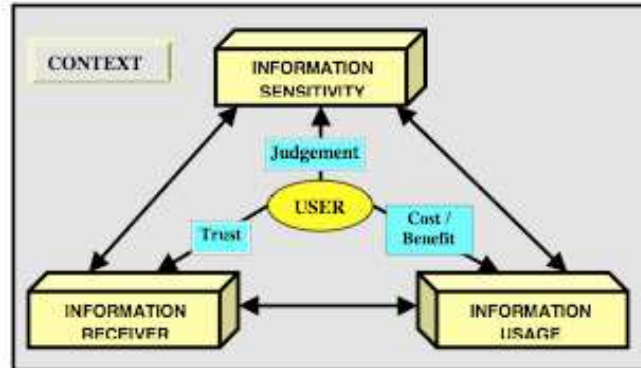 CONTEXT
INFORMATION
SENSITIVITY
Judgement
USER
Trust
Cost /
Benefit
INFORMATION
RECEIVER
INFORMATION
USAGE